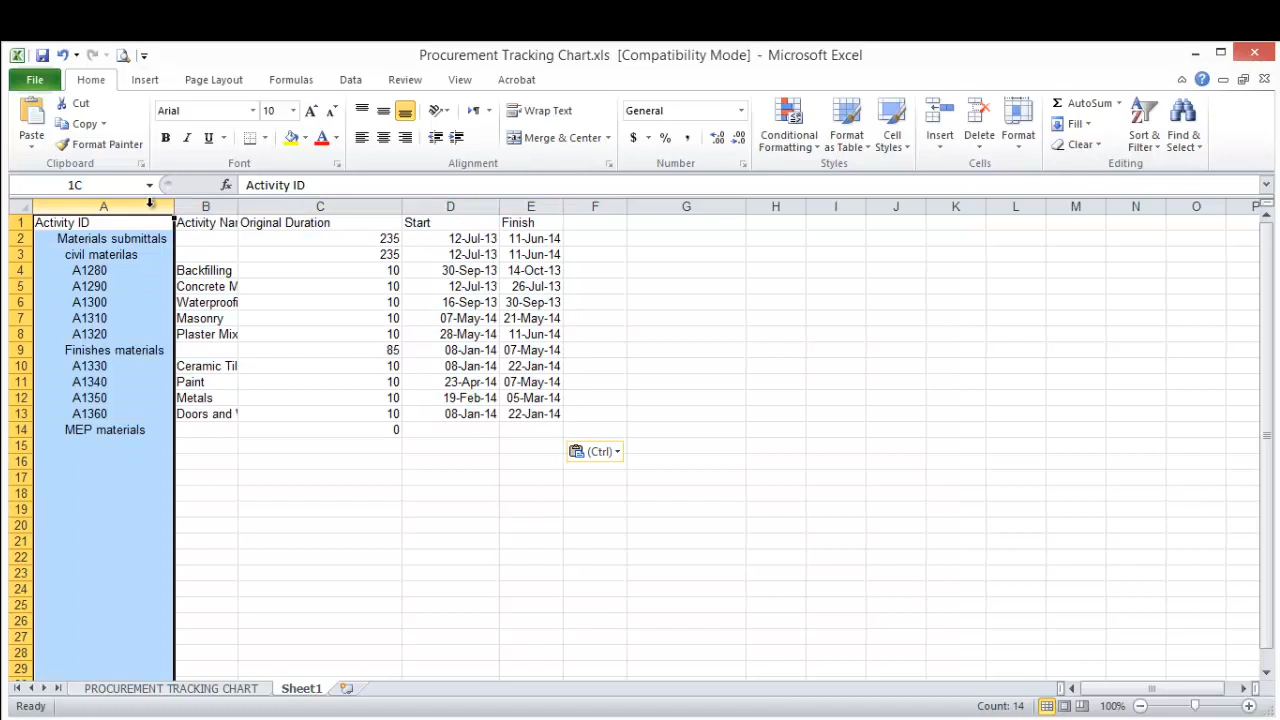 Procurement Tracking Chart.xls [Compatibility Mode] - Microsoft Excel
File Home Insert Page Layout Formulas Data Review View Acrobat
Paste Cut Copy Format Painter Clipboard
Arial 10 A A B I U A Font
Wrap Text Merge & Center Alignment
General $ % , Number
Conditional Formatting Format as Table Cell Styles Styles
Insert Delete Format Cells
Σ AutoSum Fill Clear Sort & Filter Find & Select Editing
1C fx Activity ID
A B C D E F G H I J K L M N O P
1 Activity ID Activity Na Original Duration Start Finish
2 Materials submittals 235 12-Jul-13 11-Jun-14
3 civil materilas 235 12-Jul-13 11-Jun-14
4 A1280 Backfilling 10 30-Sep-13 14-Oct-13
5 A1290 Concrete M 10 12-Jul-13 26-Jul-13
6 A1300 Waterproofi 10 16-Sep-13 30-Sep-13
7 A1310 Masonry 10 07-May-14 21-May-14
8 A1320 Plaster Mix 10 28-May-14 11-Jun-14
9 Finishes materials 85 08-Jan-14 07-May-14
10 A1330 Ceramic Til 10 08-Jan-14 22-Jan-14
11 A1340 Paint 10 23-Apr-14 07-May-14
12 A1350 Metals 10 19-Feb-14 05-Mar-14
13 A1360 Doors and 10 08-Jan-14 22-Jan-14
14 MEP materials 0
15 (Ctrl)
16
17
18
19
20
21
22
23
24
25
26
27
28
29
PROCUREMENT TRACKING CHART Sheet1
Ready Count: 14 100%